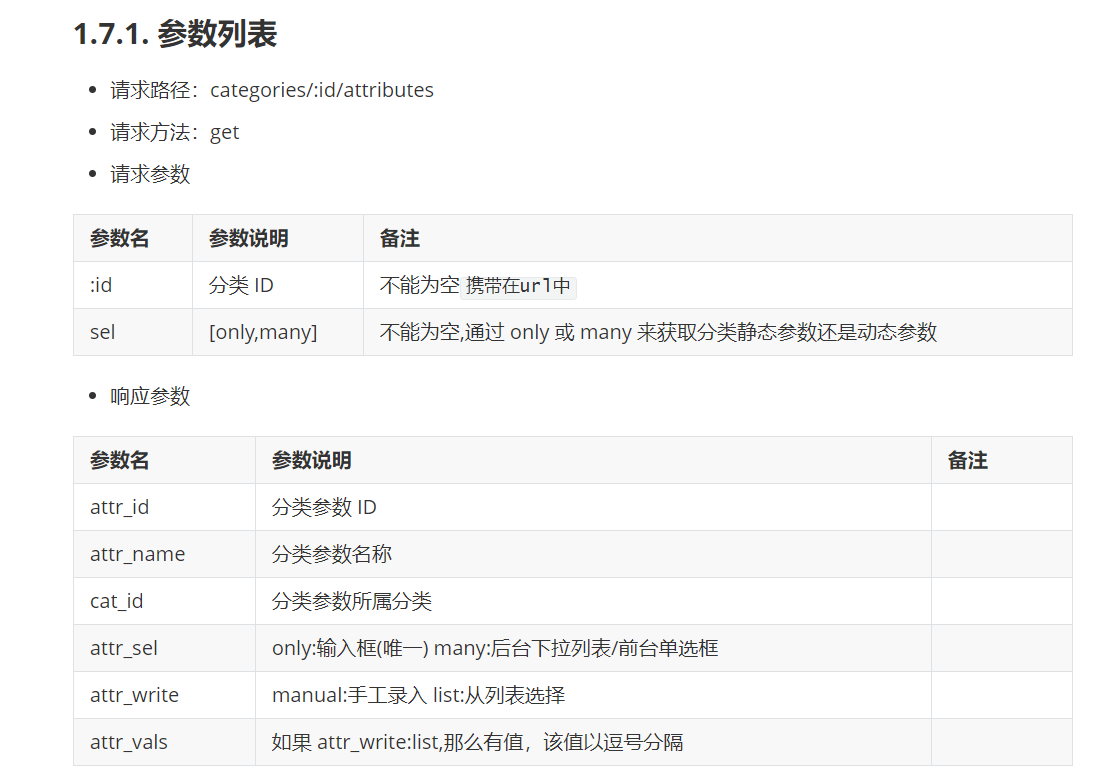 1.7.1. 参数列表
请求路径：categories/:id/attributes
请求方法：get
请求参数
参数名 参数说明 备注
:id 分类 ID 不能为空携带在url中
sel [only,many] 不能为空,通过 only 或 many 来获取分类静态参数还是动态参数
响应参数
参数名 参数说明 备注
attr_id 分类参数 ID
attr_name 分类参数名称
cat_id 分类参数所属分类
attr_sel only:输入框(唯一) many:后台下拉列表/前台单选框
attr_write manual:手工录入 list:从列表选择
attr_vals 如果 attr_write:list,那么有值，该值以逗号分隔